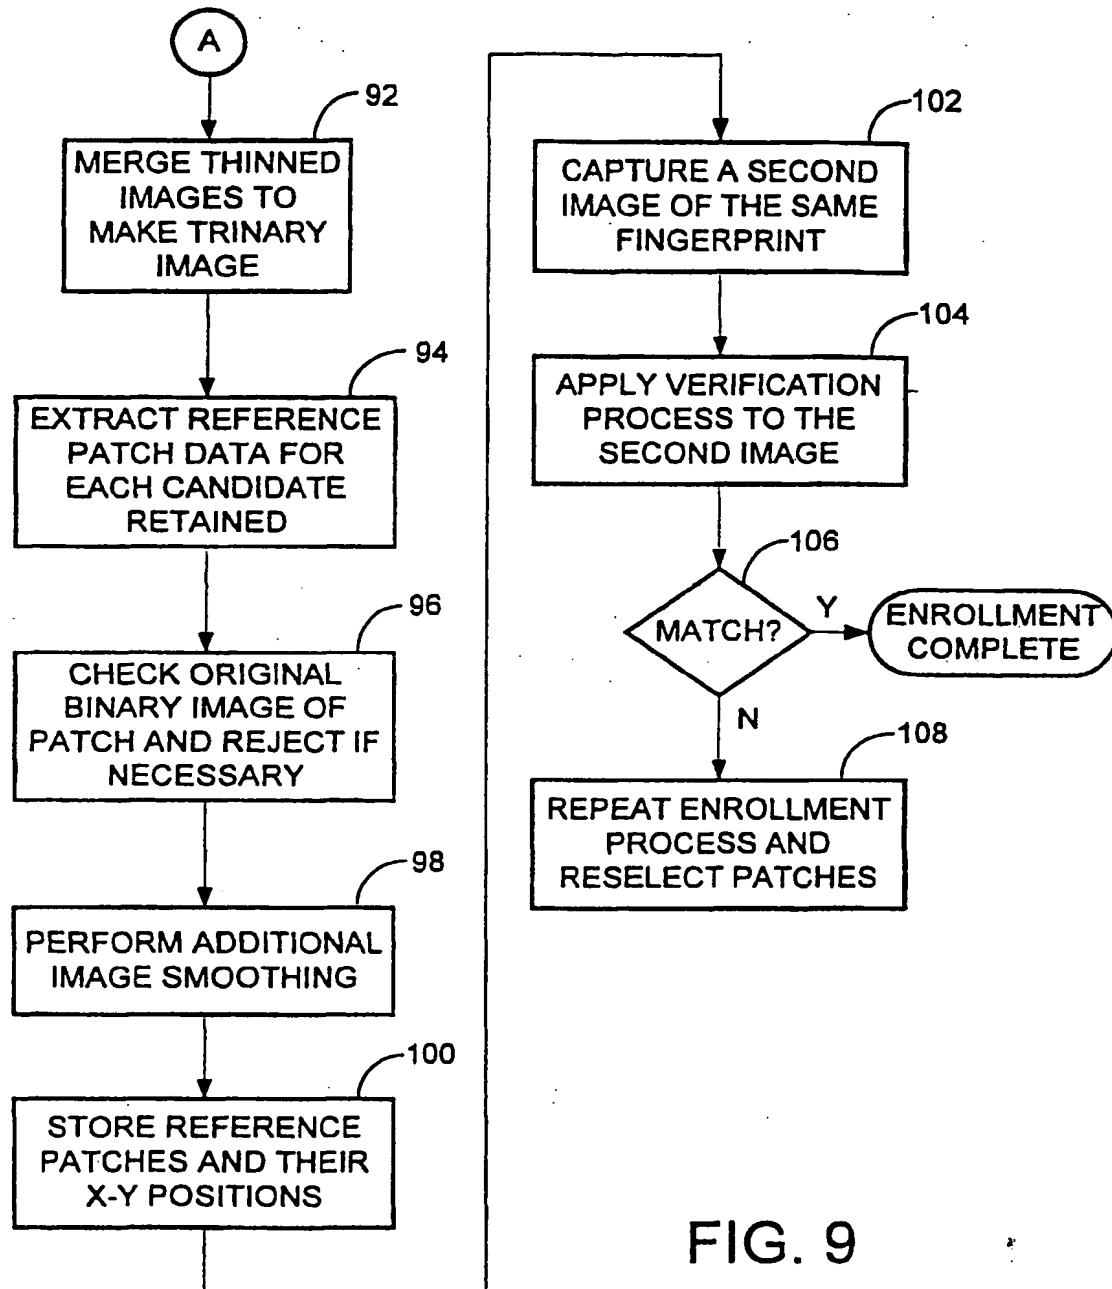 A
92
MERGE THINNED
IMAGES TO
MAKE TRINARY
IMAGE
94
EXTRACT REFERENCE
PATCH DATA FOR
EACH CANDIDATE
RETAINED
96
CHECK ORIGINAL
BINARY IMAGE OF
PATCH AND REJECT IF
NECESSARY
98
PERFORM ADDITIONAL
IMAGE SMOOTHING
100
STORE REFERENCE
PATCHES AND THEIR
X-Y POSITIONS
102
CAPTURE A SECOND
IMAGE OF THE SAME
FINGERPRINT
104
APPLY VERIFICATION
PROCESS TO THE
SECOND IMAGE
106
MATCH?
Y
ENROLLMENT
COMPLETE
N
108
REPEAT ENROLLMENT
PROCESS AND
RESELECT PATCHES
FIG. 9